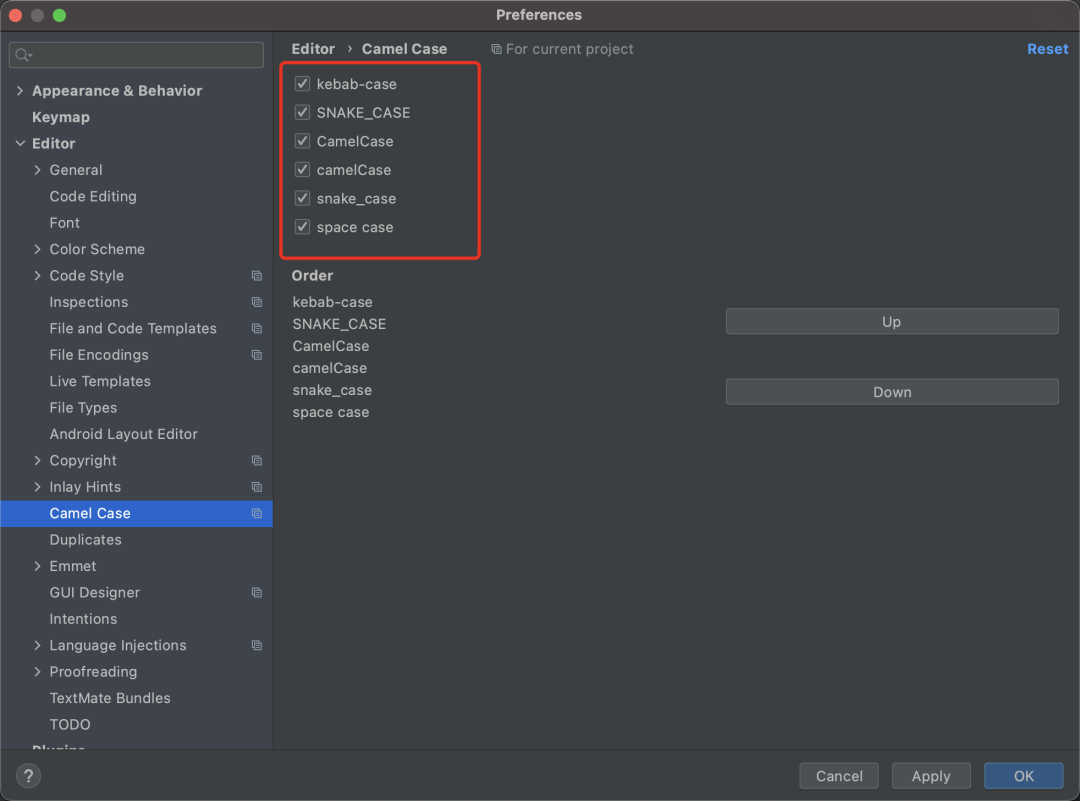 Preferences
Editor › Camel Case For current project Reset
Appearance & Behavior
Keymap
Editor
General
Code Editing
Font
Color Scheme
Code Style
Inspections
File and Code Templates
File Encodings
Live Templates
File Types
Android Layout Editor
Copyright
Inlay Hints
Camel Case
Duplicates
Emmet
GUI Designer
Intentions
Language Injections
Proofreading
TextMate Bundles
TODO
Plugins
kebab-case
SNAKE_CASE
CamelCase
camelCase
snake_case
space case
Order
kebab-case
SNAKE_CASE
CamelCase
camelCase
snake_case
space case
Up
Down
?
Cancel
Apply
OK